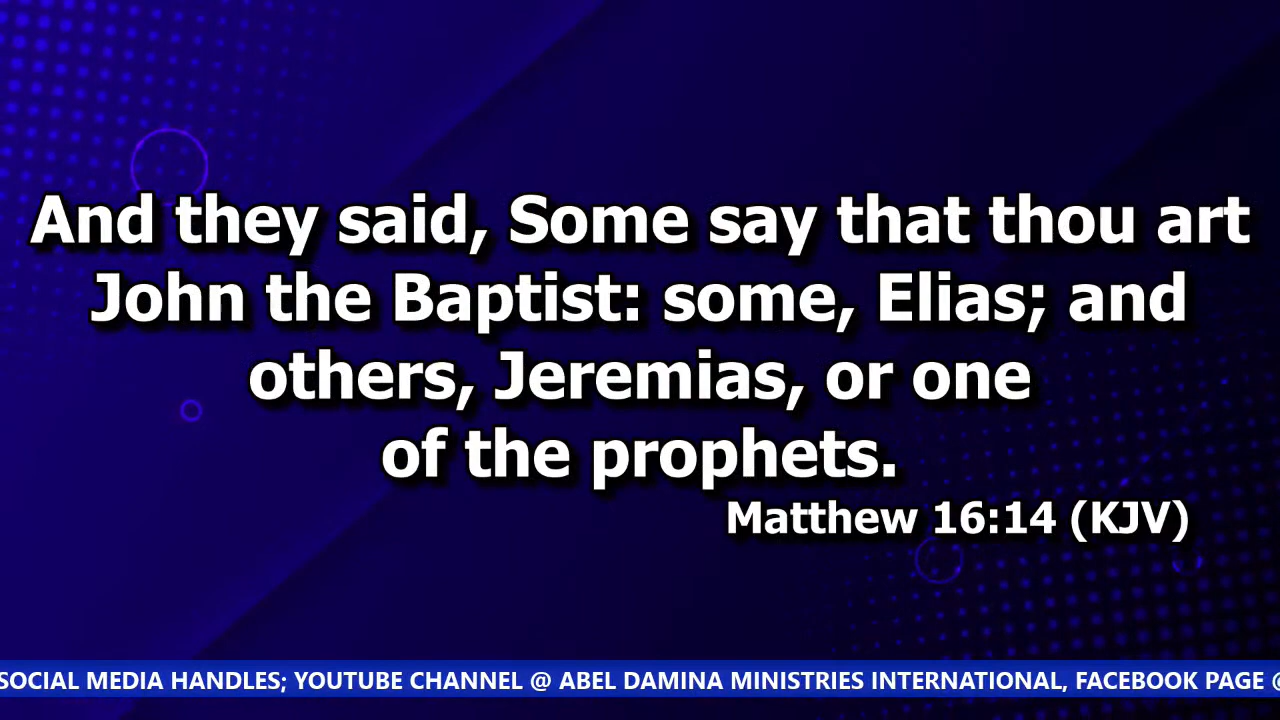 And they said, Some say that thou art
John the Baptist: some, Elias; and
others, Jeremias, or one
of the prophets.
Matthew 16:14 (KJV)
SOCIAL MEDIA HANDLES; YOUTUBE CHANNEL @ ABEL DAMINA MINISTRIES INTERNATIONAL, FACEBOOK PAGE @